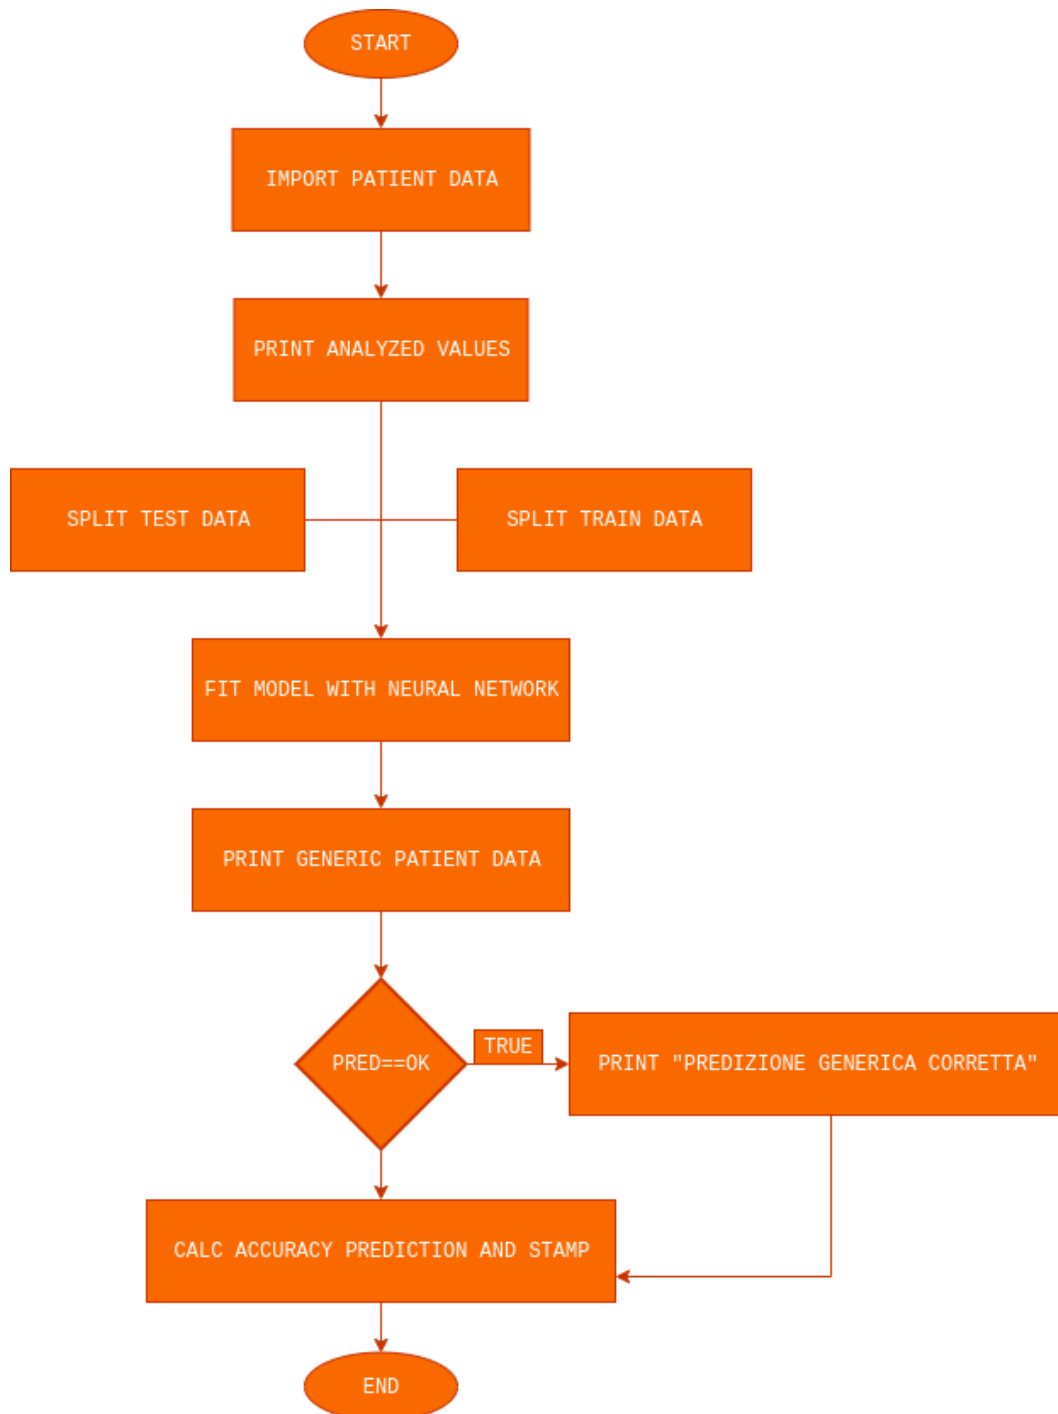 START
IMPORT PATIENT DATA
PRINT ANALYZED VALUES
SPLIT TEST DATA
SPLIT TRAIN DATA
FIT MODEL WITH NEURAL NETWORK
PRINT GENERIC PATIENT DATA
PRED==OK
TRUE
PRINT "PREDIZIONE GENERICA CORRETTA"
CALC ACCURACY PREDICTION AND STAMP
END